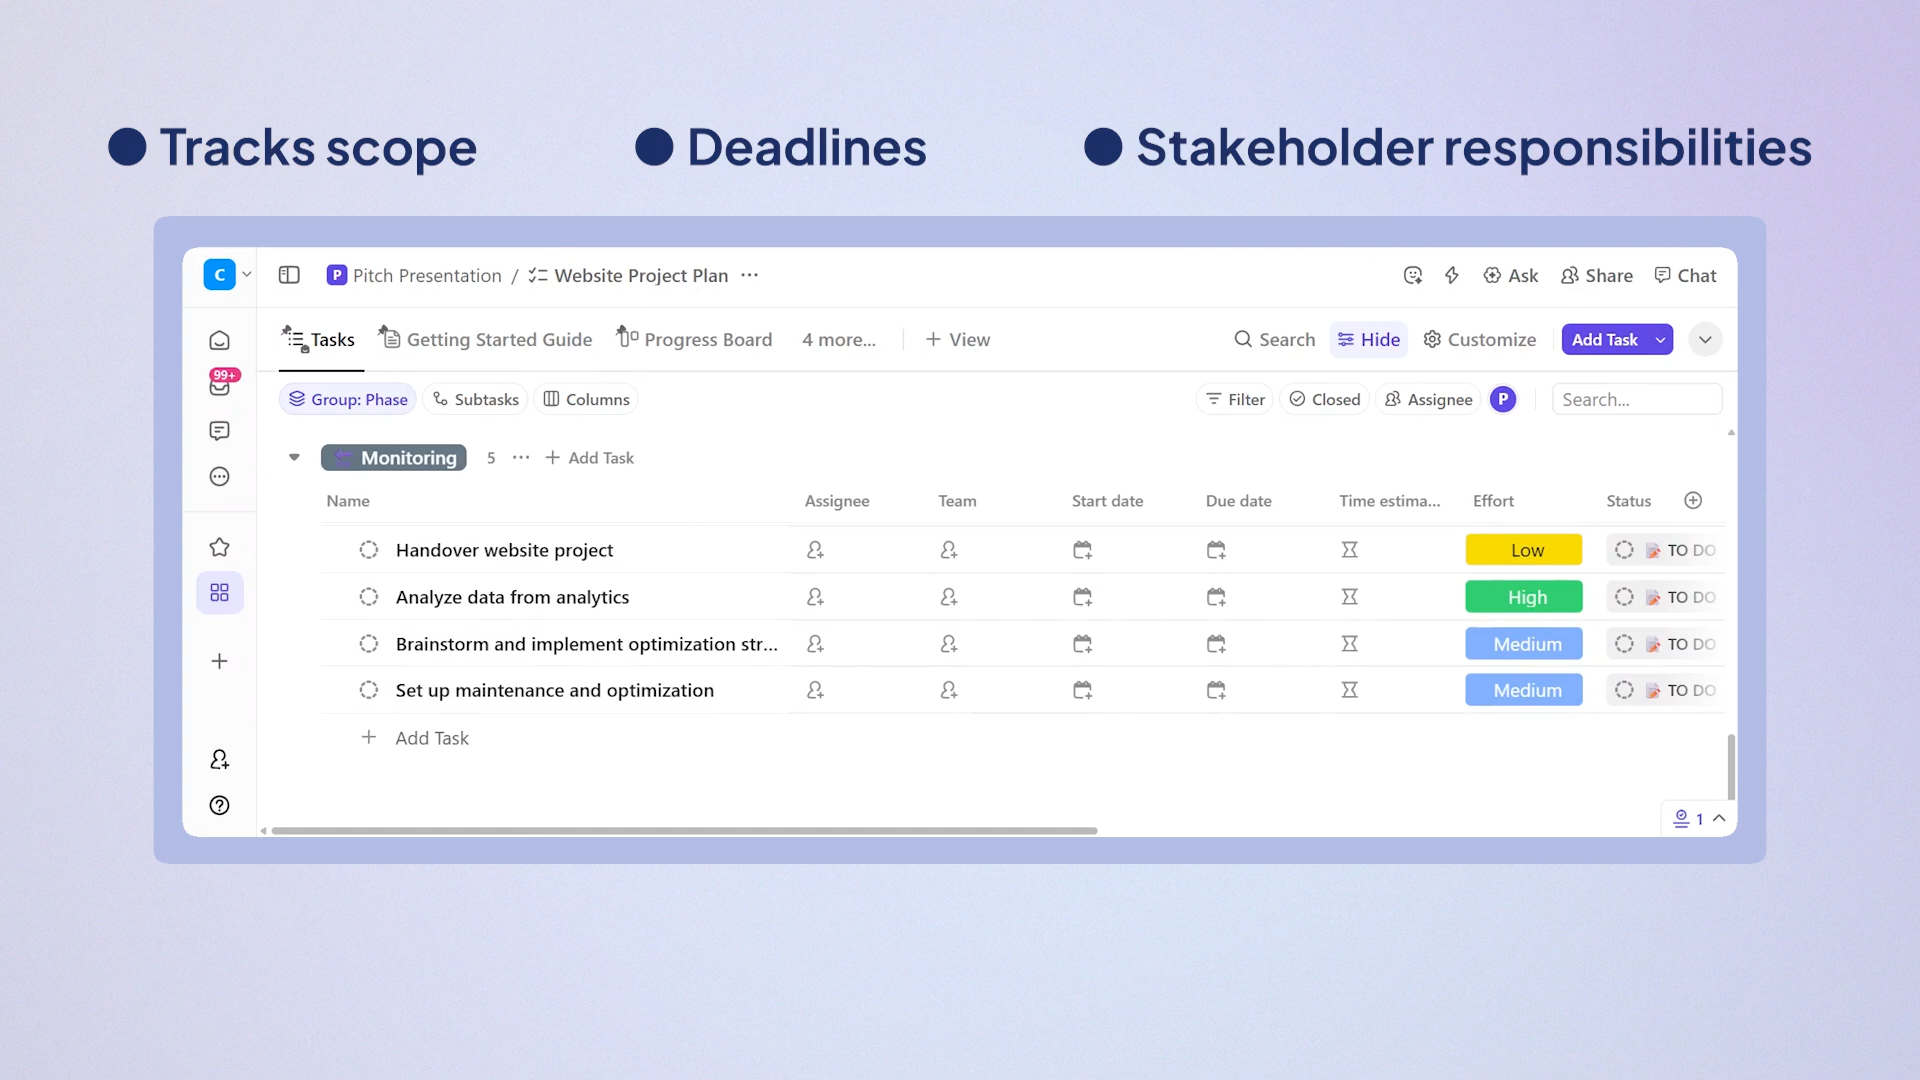 Tracks scope Deadlines Stakeholder responsibilities
C P Pitch Presentation / Website Project Plan ... Ask Share Chat
Tasks Getting Started Guide Progress Board 4 more... + View Search Hide Customize Add Task
99+
Group: Phase Subtasks Columns Filter Closed Assignee P Search...
Monitoring 5 ... + Add Task
Name Assignee Team Start date Due date Time estima... Effort Status
Handover website project Low TO DO
Analyze data from analytics High TO DO
Brainstorm and implement optimization str... Medium TO DO
Set up maintenance and optimization Medium TO DO
+ Add Task
1